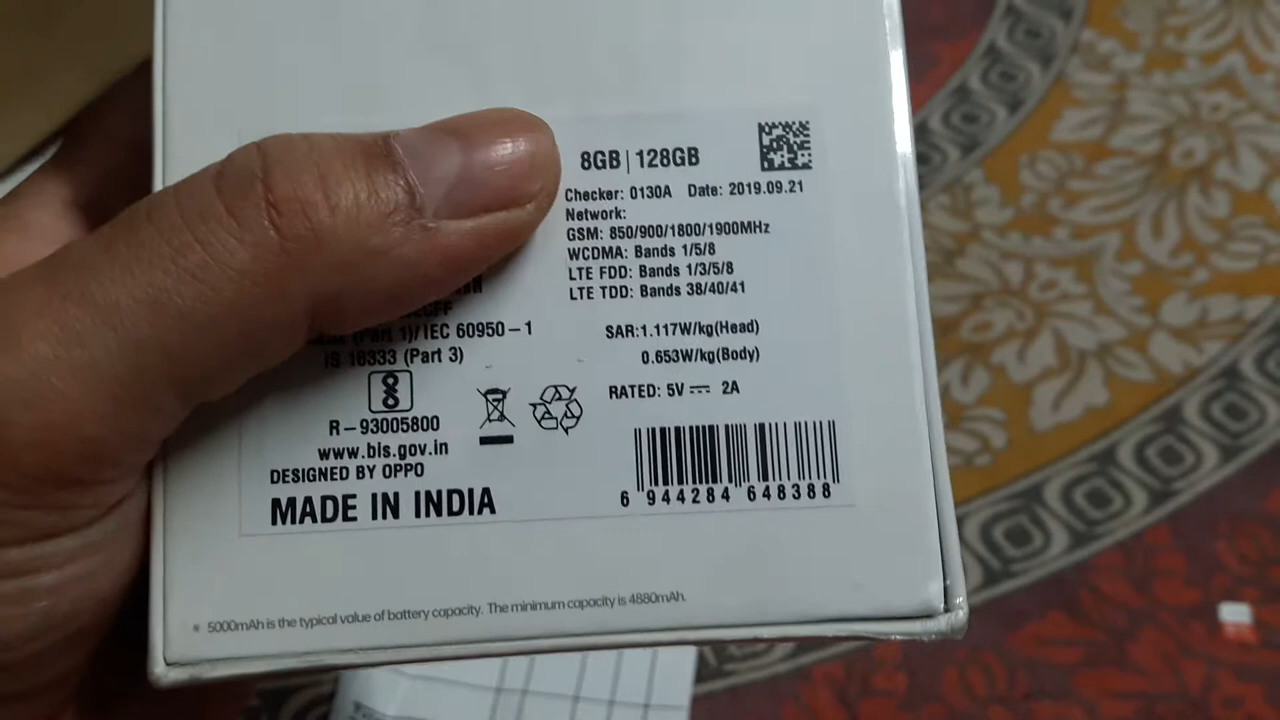 8GB | 128GB
Checker: 0130A Date: 2019.09.21
Network:
GSM: 850/900/1800/1900MHz
WCDMA: Bands 1/5/8
LTE FDD: Bands 1/3/5/8
LTE TDD: Bands 38/40/41
(Part 1)/IEC 60950-1
IS 16333 (Part 3)
SAR:1.117W/kg(Head)
0.653W/kg(Body)
RATED: 5V⎓ 2A
R-93005800
www.bis.gov.in
DESIGNED BY OPPO
MADE IN INDIA
6 944284 648388
* 5000mAh is the typical value of battery capacity. The minimum capacity is 4880mAh.